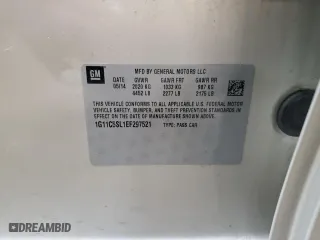 GM
MFD BY GENERAL MOTORS LLC
DATE GVWR GAWR FRT GAWR RR
05/14 2020 KG 1033 KG 987 KG
4452 LB 2277 LB 2175 LB
THIS VEHICLE CONFORMS TO ALL APPLICABLE U.S. FEDERAL MOTOR
VEHICLE SAFETY, BUMPER, AND THEFT PREVENTION STANDARDS IN
EFFECT ON THE DATE OF MANUFACTURE SHOWN ABOVE.
1G11C5SL1EF297521 TYPE: PASS CAR
DREAMBID